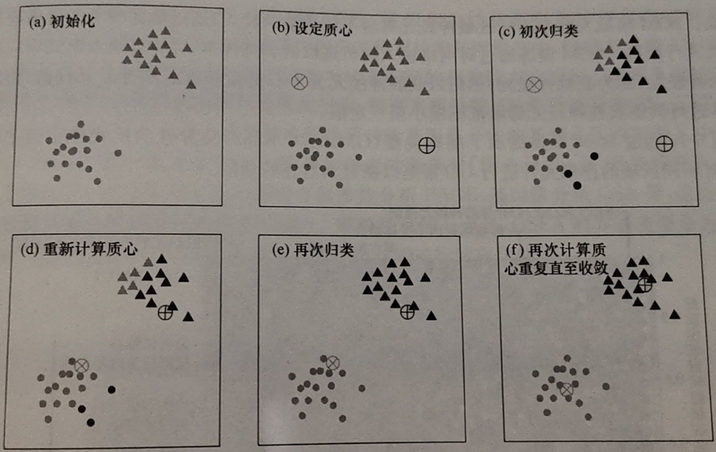 (a) 初始化
(b) 设定质心
(c) 初次归类
(d) 重新计算质心
(e) 再次归类
(f) 再次计算质
心重复直至收敛